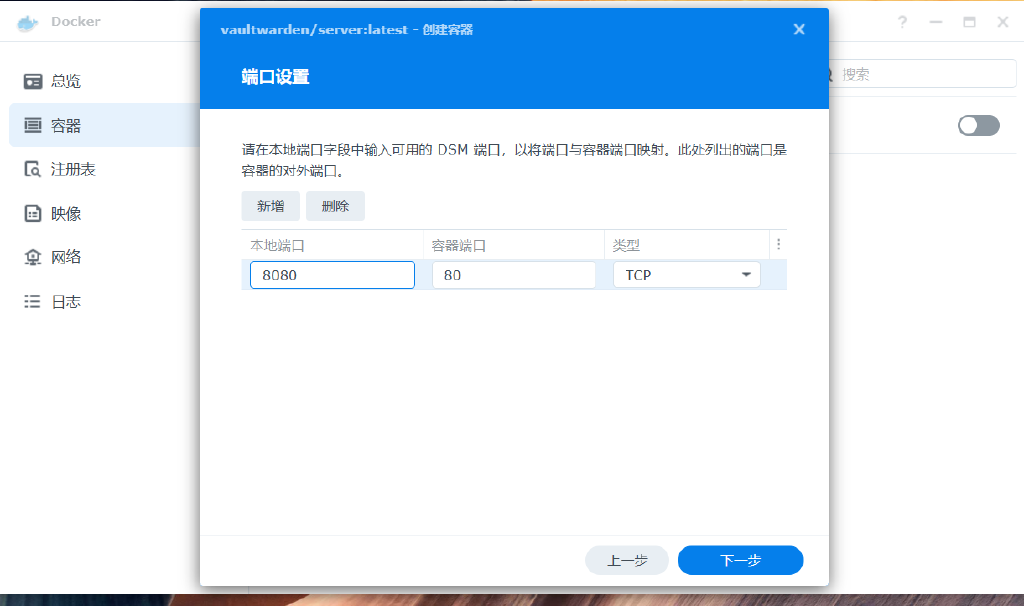 Docker
vaultwarden/server:latest - 创建容器
端口设置
总览
容器
注册表
映像
网络
日志
搜索
请在本地端口字段中输入可用的 DSM 端口，以将端口与容器端口映射。此处列出的端口是
容器的对外端口。
新增 删除
本地端口 容器端口 类型
8080 80 TCP
上一步 下一步